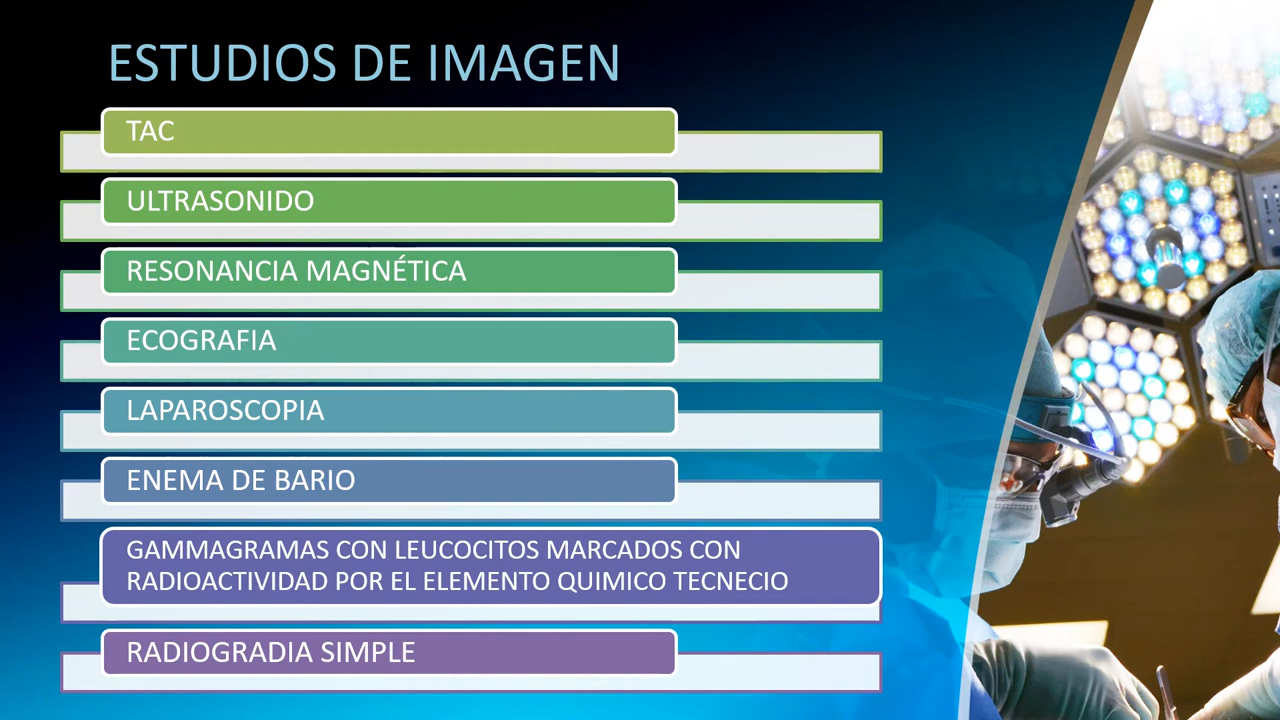 ESTUDIOS DE IMAGEN
TAC
ULTRASONIDO
RESONANCIA MAGNÉTICA
ECOGRAFIA
LAPAROSCOPIA
ENEMA DE BARIO
GAMMAGRAMAS CON LEUCOCITOS MARCADOS CON
RADIOACTIVIDAD POR EL ELEMENTO QUIMICO TECNECIO
RADIOGRADIA SIMPLE